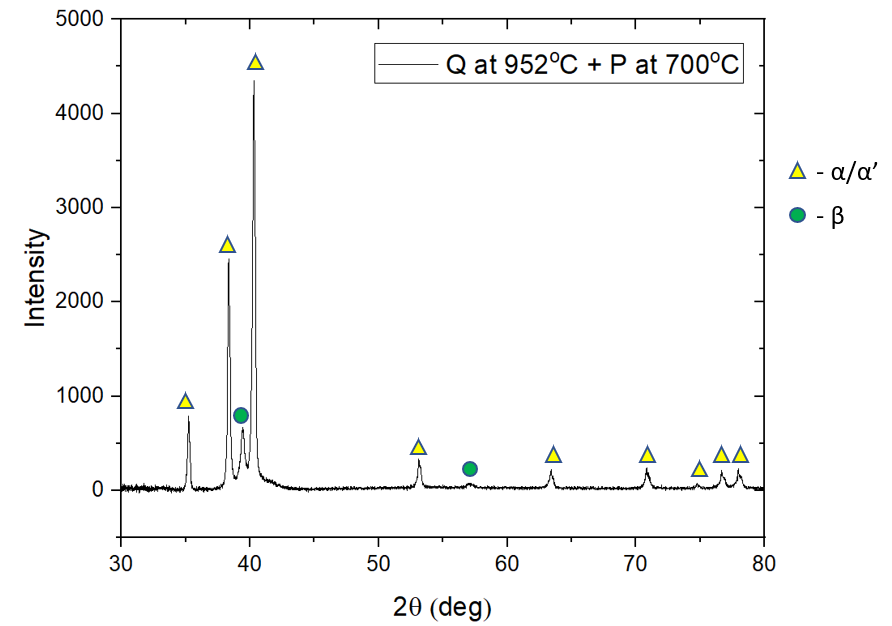 5000
4000
3000
2000
1000
0
Intensity
Q at 952°C + P at 700°C
- α/α’
- β
30 40 50 60 70 80
2θ (deg)